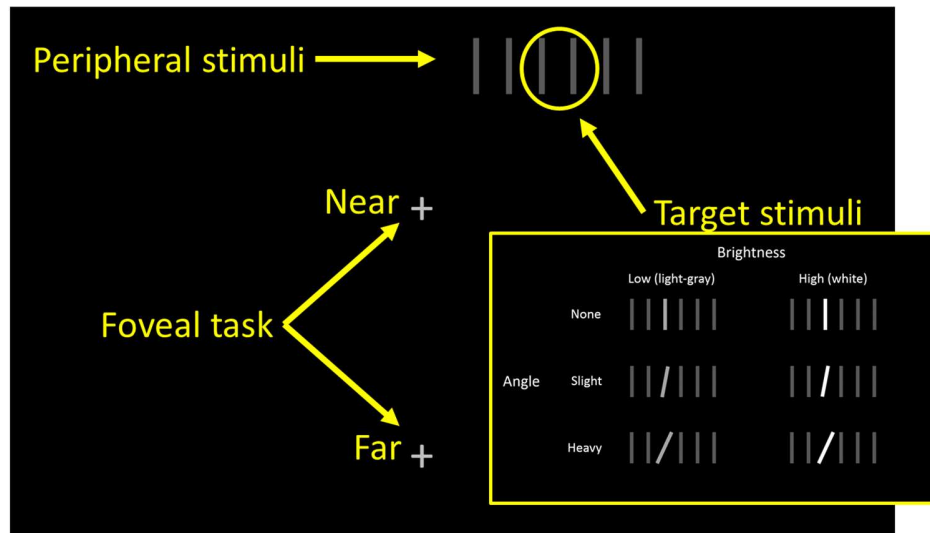 Peripheral stimuli
Near +
Target stimuli
Foveal task
Far +
Brightness
Low (light-gray) High (white)
None
Angle Slight
Heavy